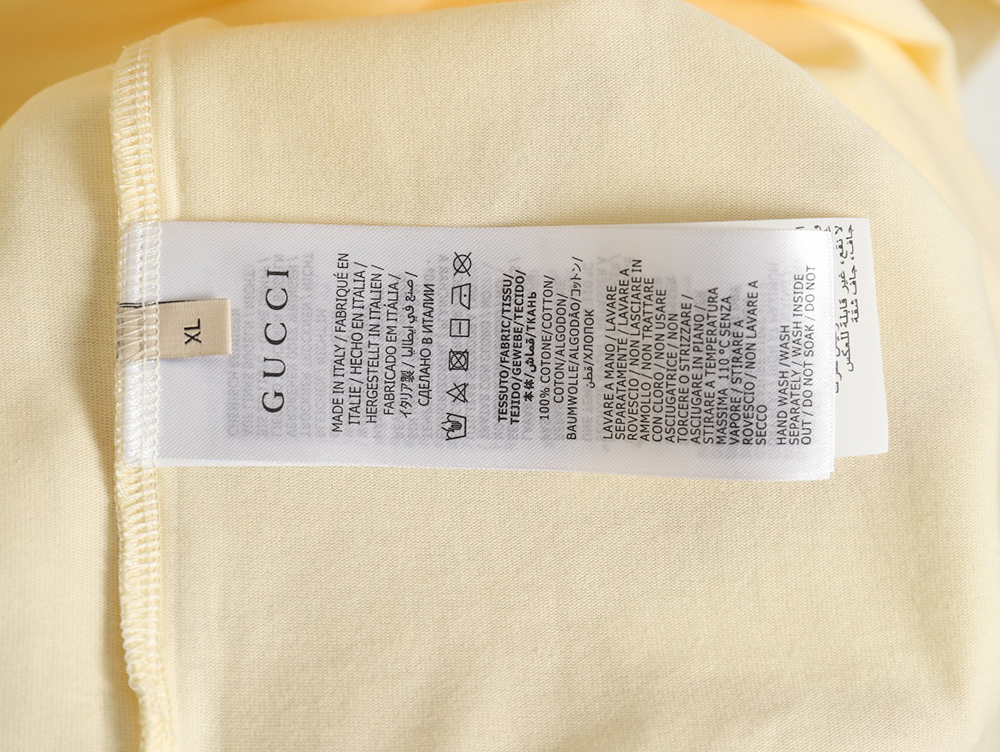 XL
GUCCI
MADE IN ITALY / FABRIQUÉ EN
ITALIE / HECHO EN ITALIA /
HERGESTELLT IN ITALIEN /
FABRICADO EM ITALIA/
イタリア製 / صنع في ايطاليا /
СДЕЛАНО В ИТАЛИИ
TESSUTO/FABRIC/TISSU/
TEJIDO/GEWEBE/TECIDO/
本体/قماش/ТКАНЬ
100% COTONE/COTTON/
COTON/ALGODON/
BAUMWOLLE/ALGODÃO/コットン/
قطن/ХЛОПОК
LAVARE A MANO / LAVARE
SEPARATAMENTE / LAVARE A
ROVESCIO / NON LASCIARE IN
AMMOLLO / NON TRATTARE
CON CLORO / NON USARE
ASCIUGATRICE / NON
TORCERE O STRIZZARE /
ASCIUGARE IN PIANO /
STIRARE A TEMPERATURA
MASSIMA 110 °C SENZA
VAPORE / STIRARE A
ROVESCIO / NON LAVARE A
SECCO
HAND WASH / WASH
SEPARATELY / WASH INSIDE
OUT / DO NOT SOAK / DO NOT